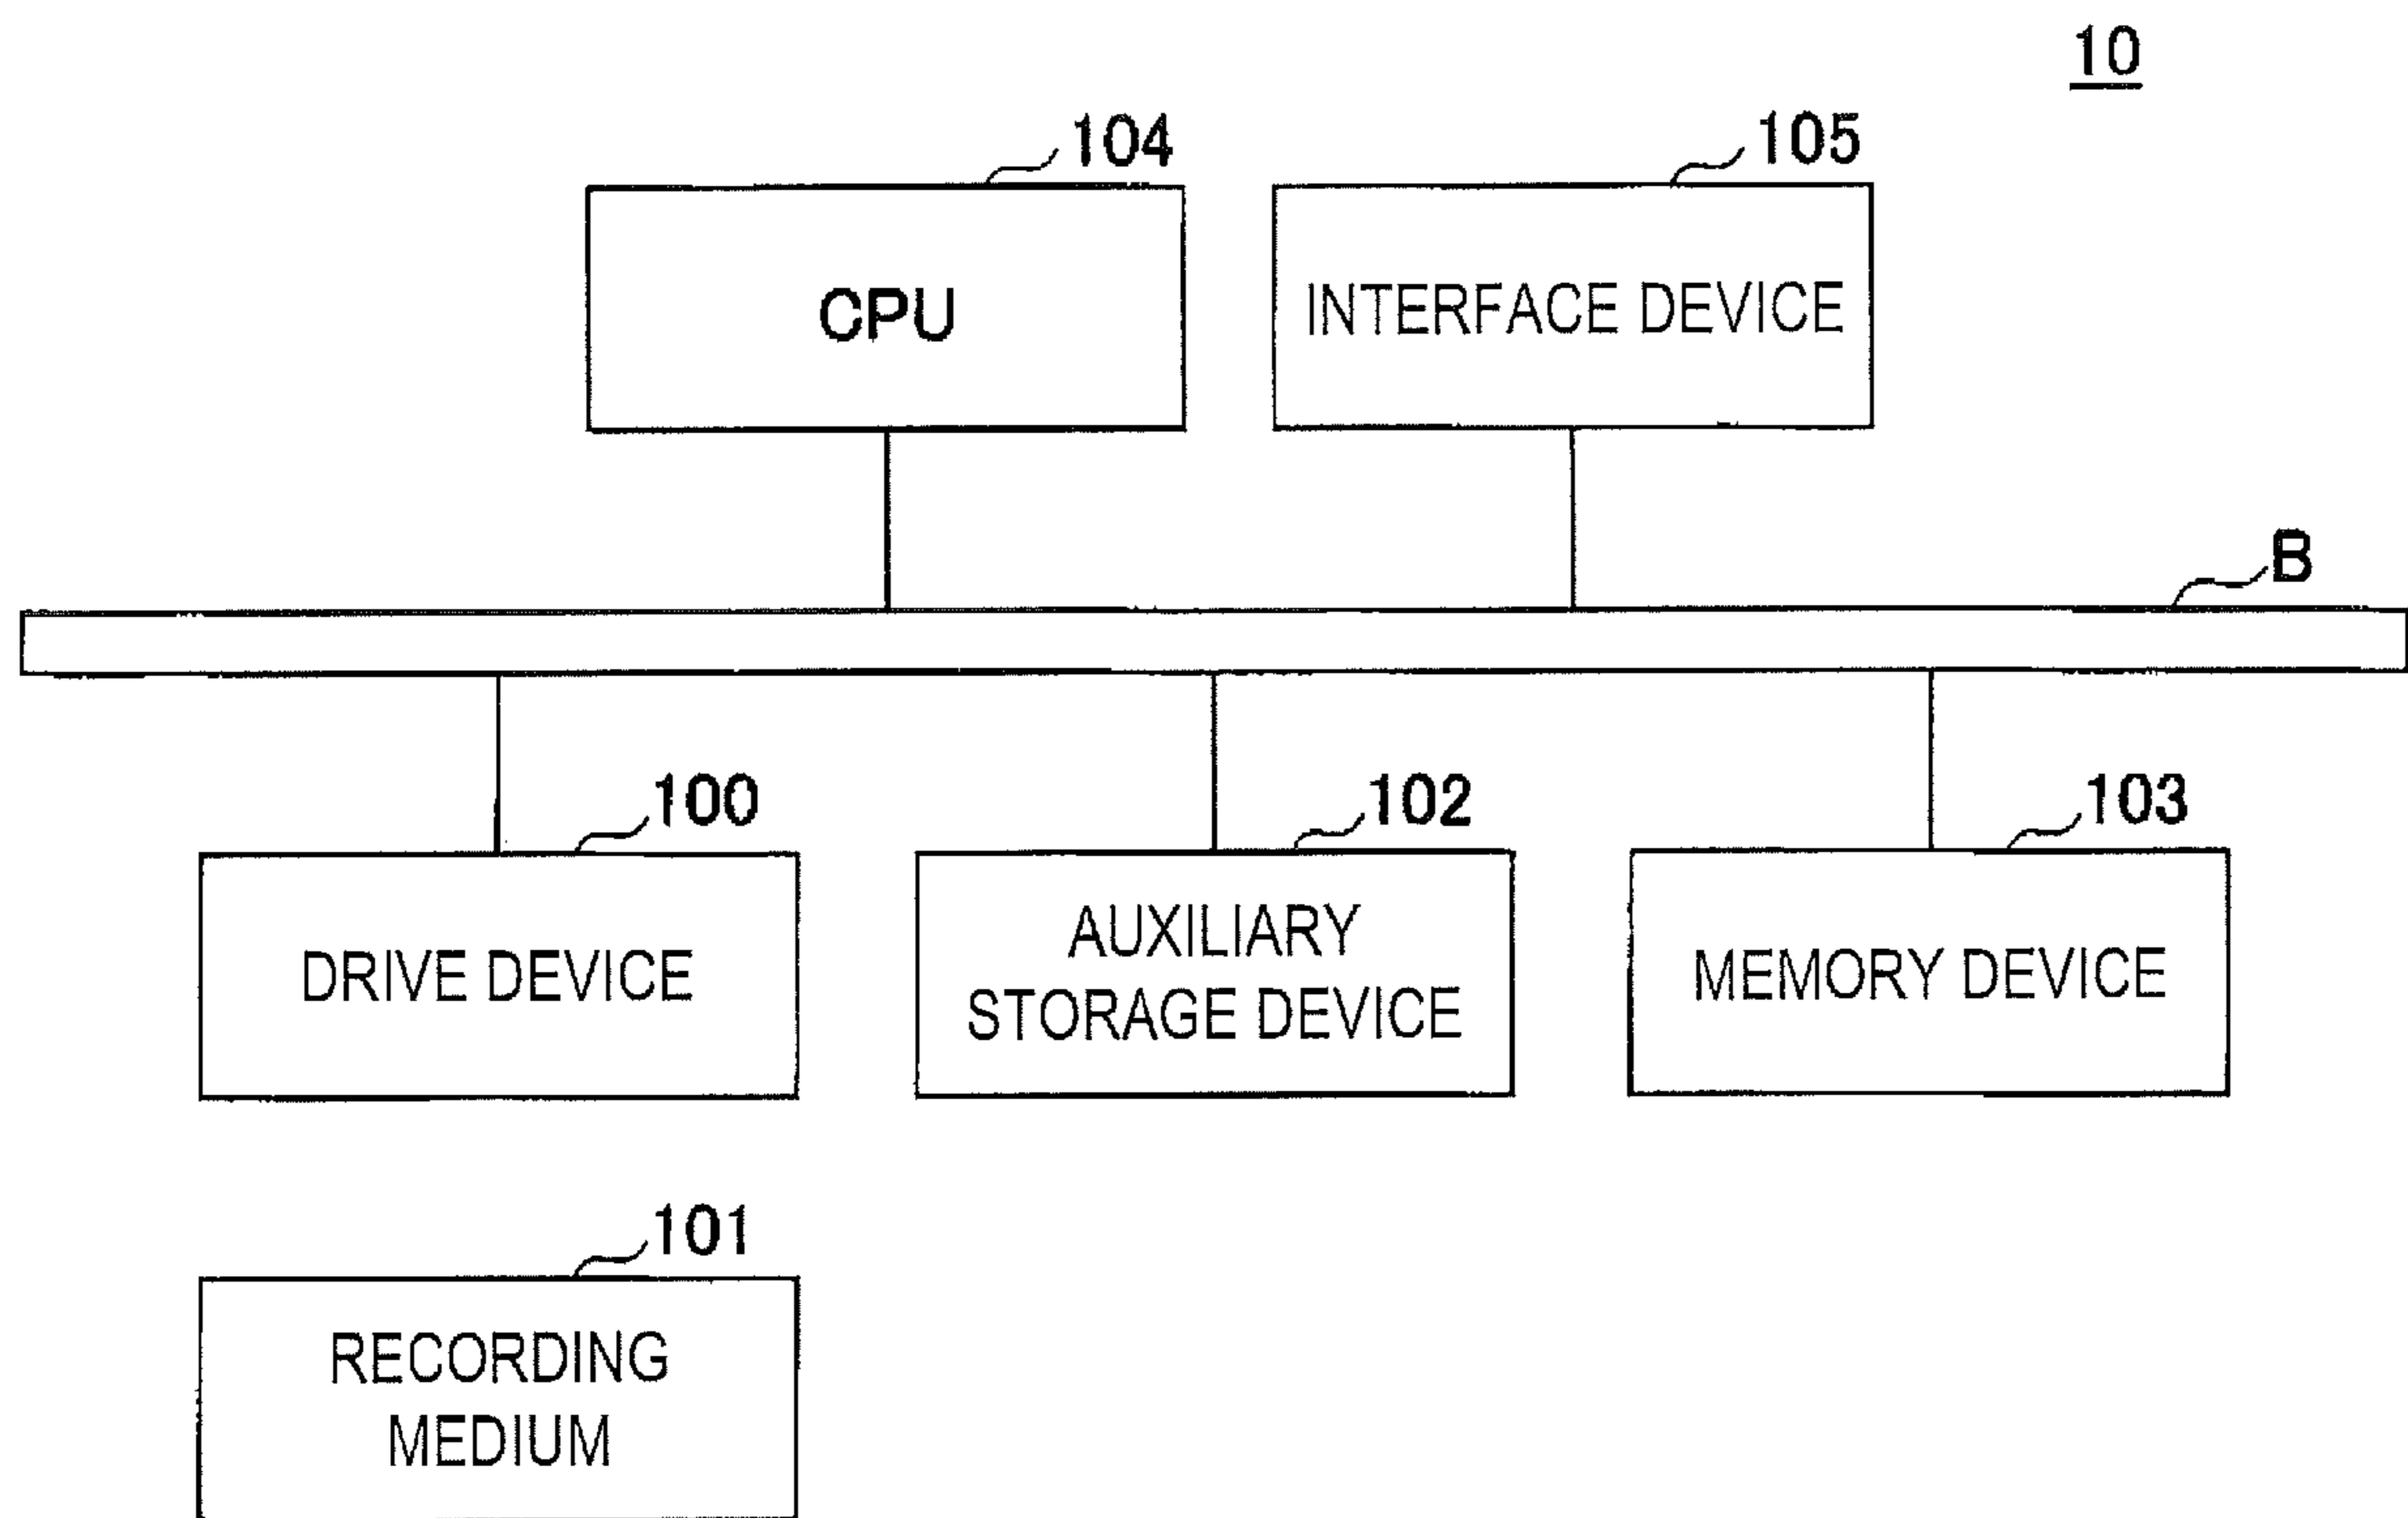 10
104
105
CPU
INTERFACE DEVICE
B
100
102
103
DRIVE DEVICE
AUXILIARY
STORAGE DEVICE
MEMORY DEVICE
101
RECORDING
MEDIUM